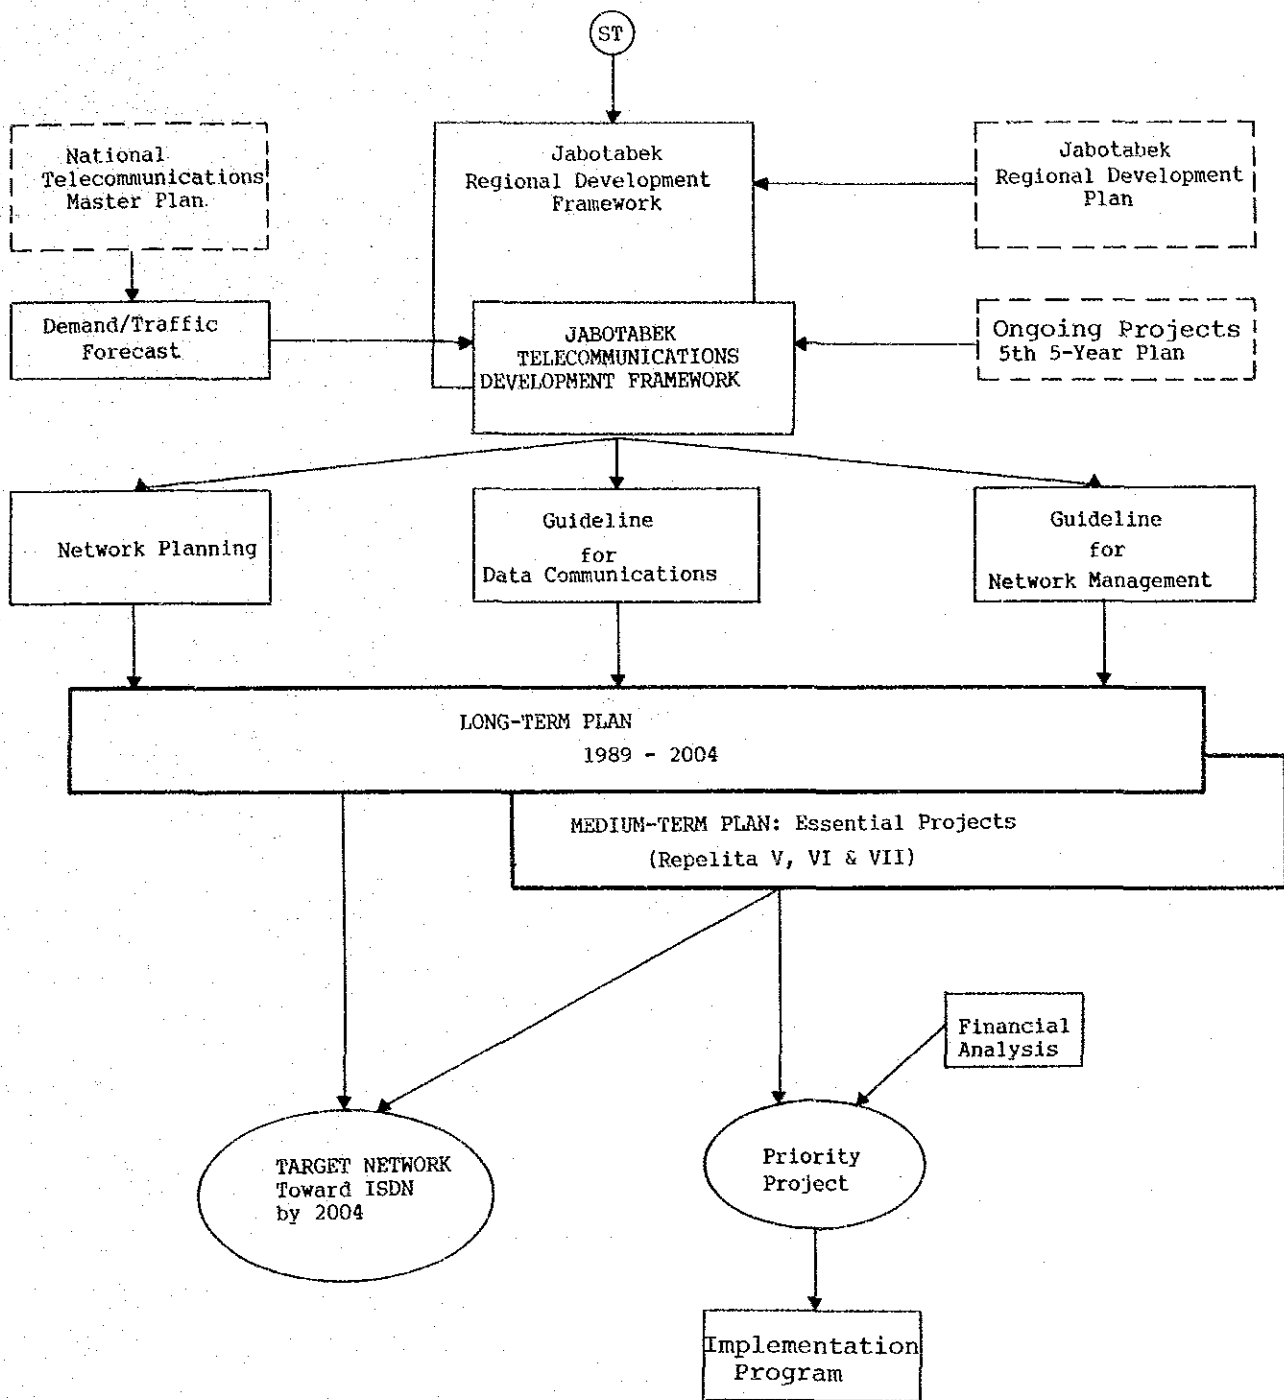 ST
National
Telecommunications
Master Plan.
Jabotabek
Regional Development
Framework
Jabotabek
Regional Development
Plan
Demand/Traffic
Forecast
JABOTABEK
TELECOMMUNICATIONS
DEVELOPMENT FRAMEWORK
Ongoing Projects
5th 5-Year Plan
Network Planning
Guideline
for
Data Communications
Guideline
for
Network Management
LONG-TERM PLAN
1989 - 2004
MEDIUM-TERM PLAN: Essential Projects
(Repelita V, VI & VII)
Financial
Analysis
TARGET NETWORK
Toward ISDN
by 2004
Priority
Project
Implementation
Program